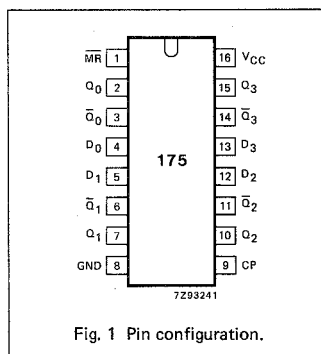 M̅R̅ 1 16 VCC
Q0 2 15 Q3
Q̅0 3 14 Q̅3
D0 4 13 D3
175
D1 5 12 D2
Q̅1 6 11 Q̅2
Q1 7 10 Q2
GND 8 9 CP
7Z93241
Fig. 1 Pin configuration.